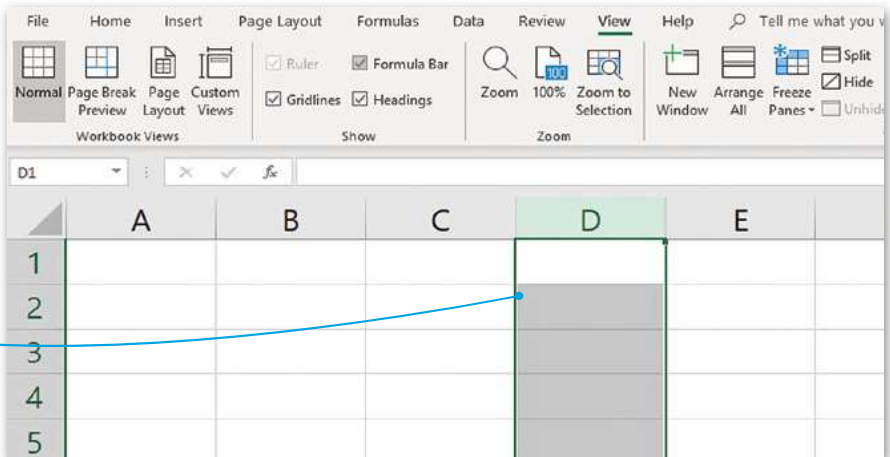 File Home Insert Page Layout Formulas Data Review View Help Tell me what you
Ruler Formula Bar Split
Gridlines Headings Hide
Normal Page Break Page Custom Zoom 100% Zoom to New Arrange Freeze
Preview Layout Views Selection Window All Panes Unhide
Workbook Views Show Zoom
D1 fx
A B C D E
1
2
3
4
5